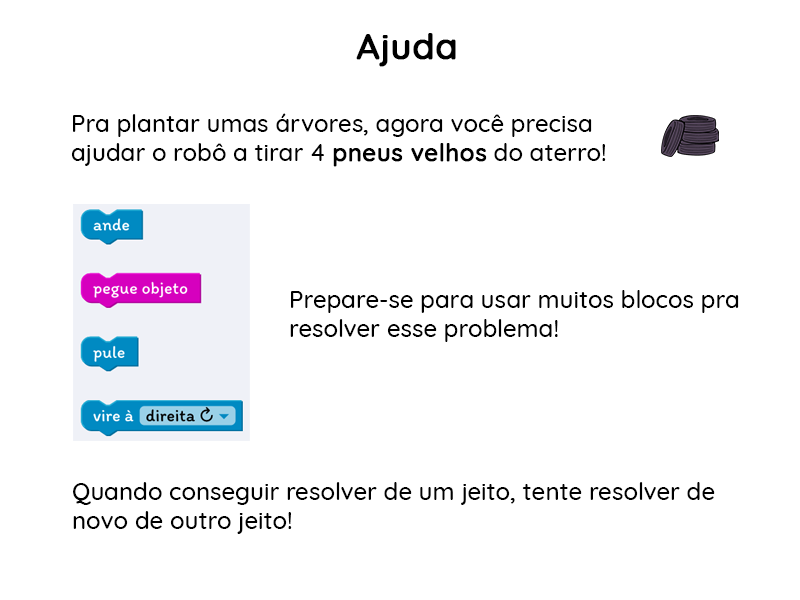 Ajuda
Pra plantar umas árvores, agora você precisa
ajudar o robô a tirar 4 pneus velhos do aterro!
ande
pegue objeto
pule
vire à direita
Prepare-se para usar muitos blocos pra
resolver esse problema!
Quando conseguir resolver de um jeito, tente resolver de
novo de outro jeito!